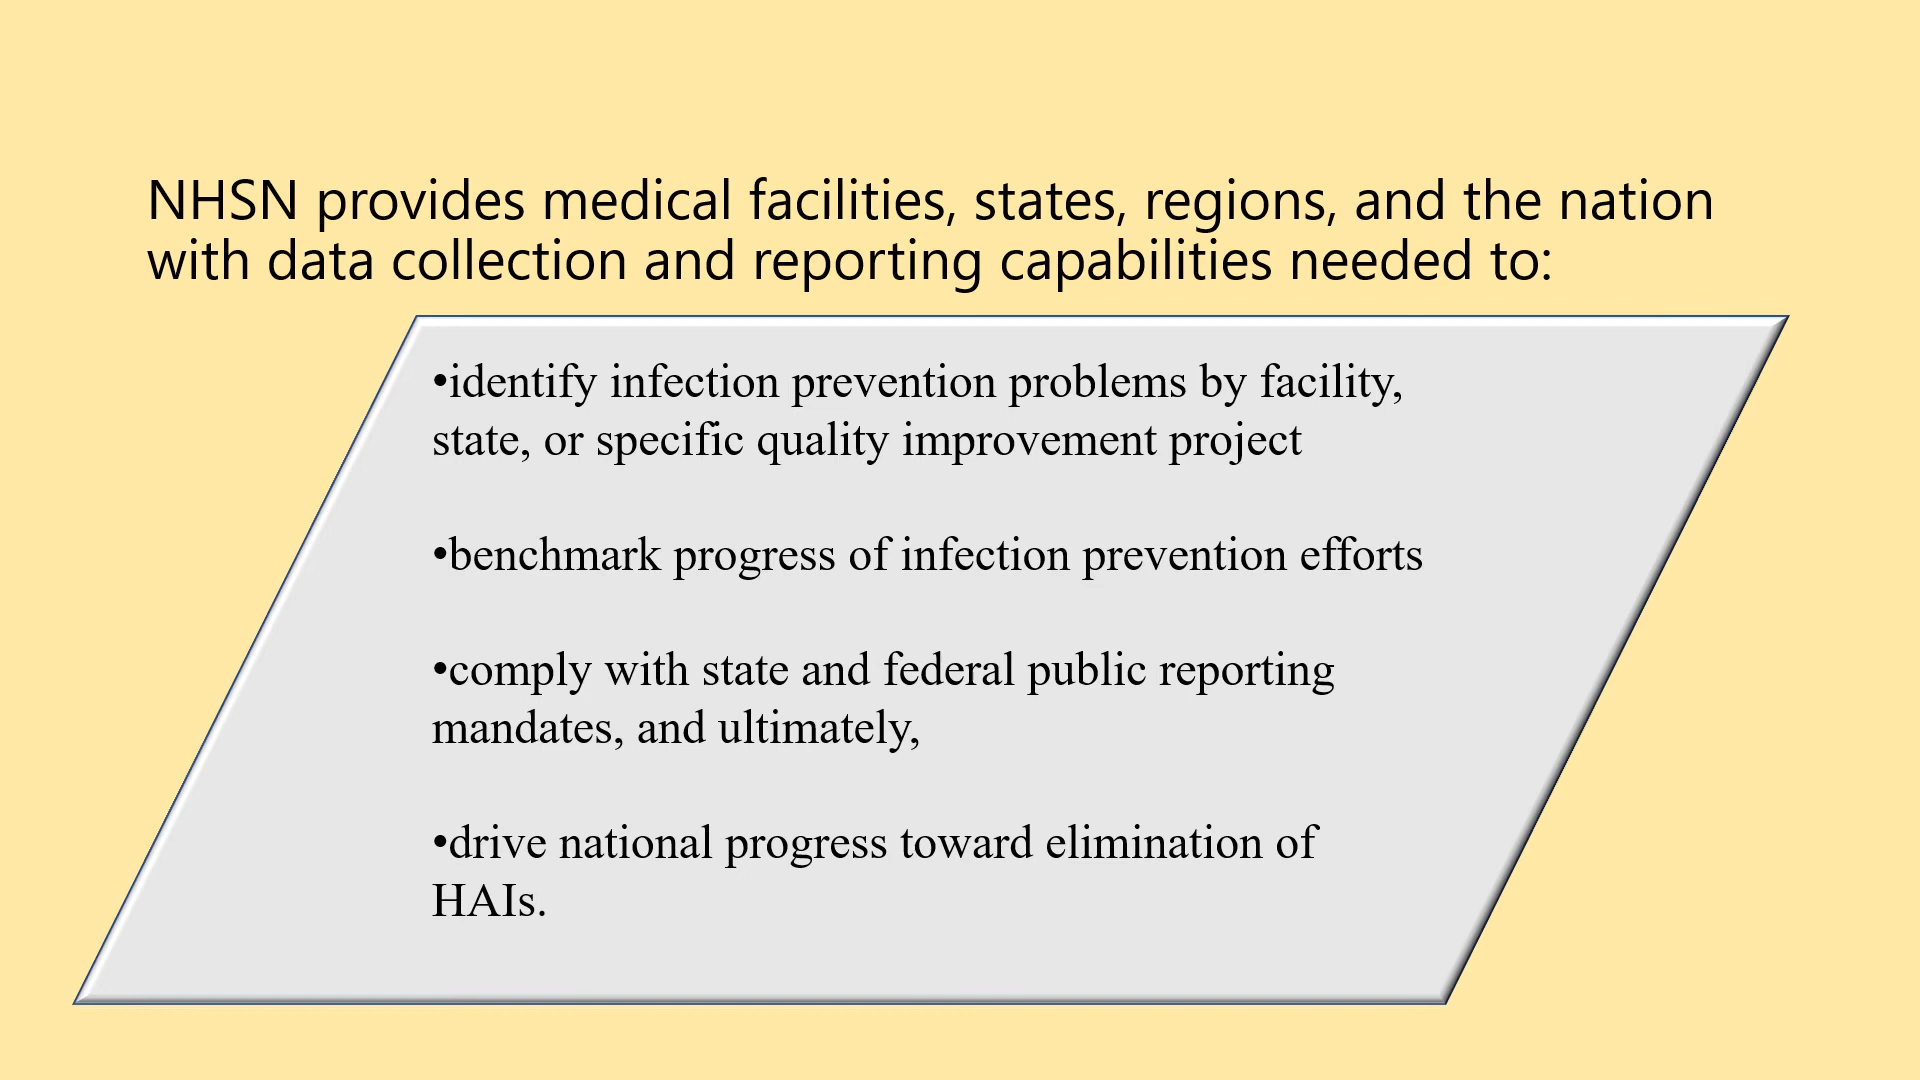 NHSN provides medical facilities, states, regions, and the nation
with data collection and reporting capabilities needed to:
•identify infection prevention problems by facility,
state, or specific quality improvement project
•benchmark progress of infection prevention efforts
•comply with state and federal public reporting
mandates, and ultimately,
•drive national progress toward elimination of
HAIs.